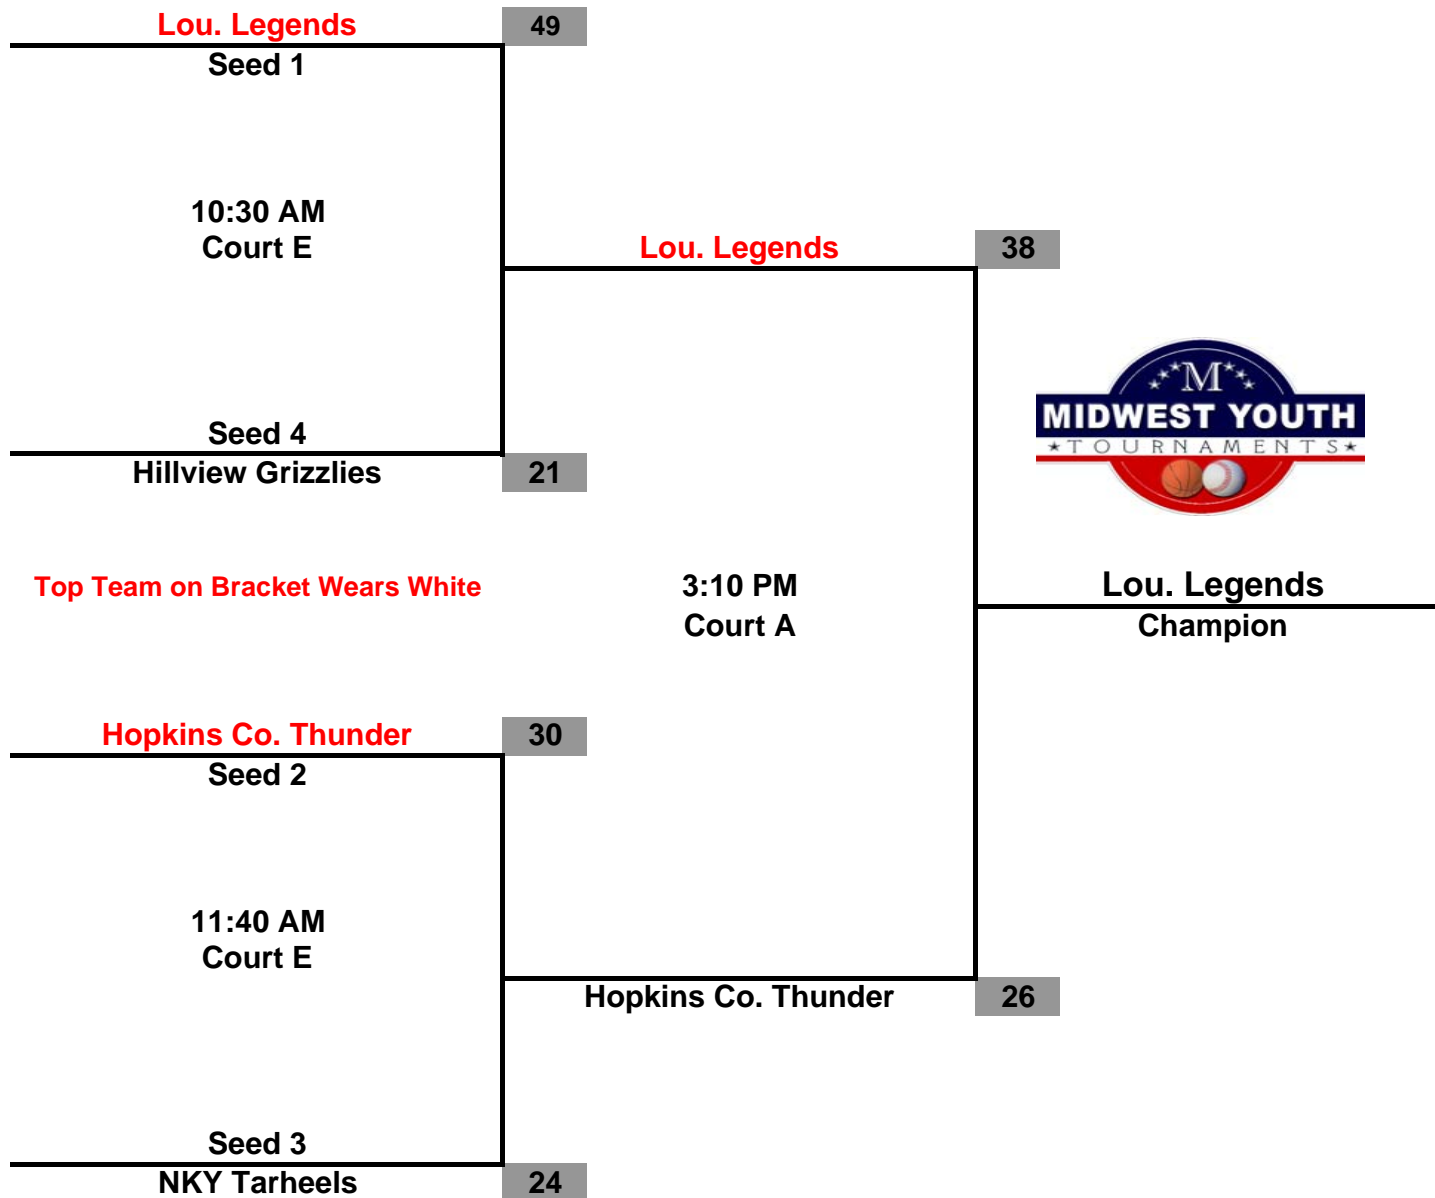 Lou. Legends 49
Seed 1
10:30 AM
Court E
Lou. Legends 38
Seed 4
Hillview Grizzlies 21
M
MIDWEST YOUTH
TOURNAMENTS
Top Team on Bracket Wears White
3:10 PM
Court A
Lou. Legends
Champion
Hopkins Co. Thunder 30
Seed 2
11:40 AM
Court E
Hopkins Co. Thunder 26
Seed 3
NKY Tarheels 24